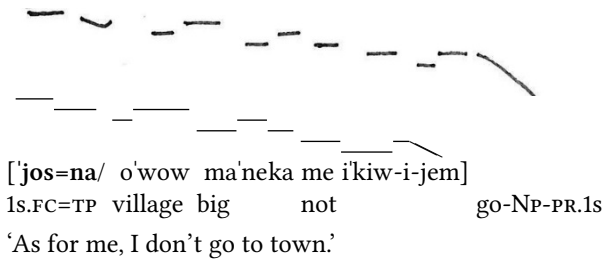 [ˈjos=na/ oˈwow maˈneka me iˈkiw-i-jem]
1s.FC=TP village big not go-NP-PR.1s
‘As for me, I don’t go to town.’